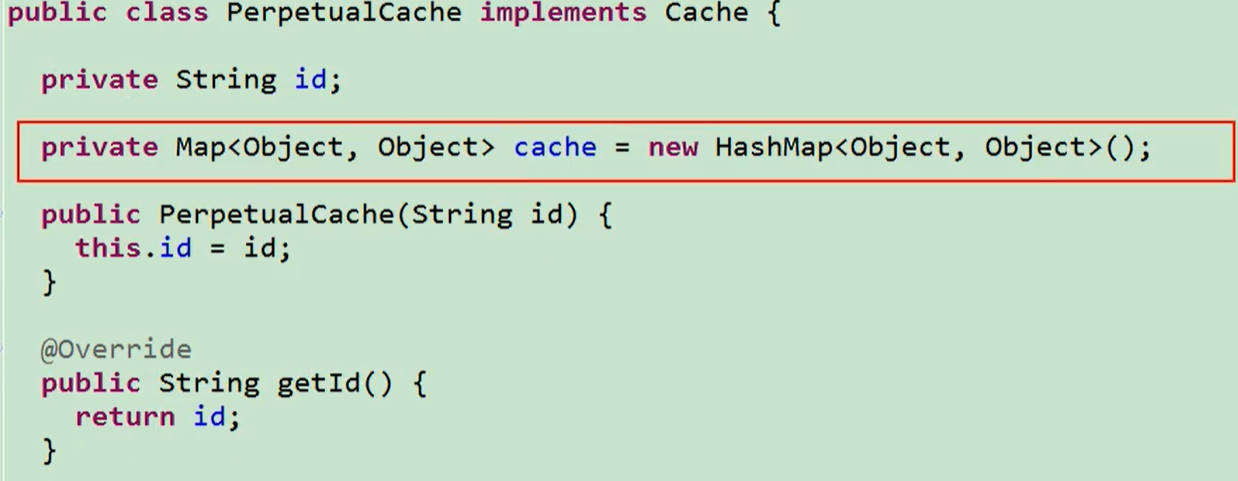 public class PerpetualCache implements Cache {
private String id;
private Map<Object, Object> cache = new HashMap<Object, Object>();
public PerpetualCache(String id) {
this.id = id;
}
@Override
public String getId() {
return id;
}